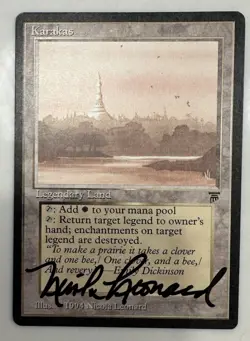 Karakas
Legendary Land
: Add to your mana pool
: Return target legend to owner's
hand; enchantments on target
legend are destroyed.
"To make a prairie it takes a clover
and one bee,/ One clover, and a bee,/
And revery." Emily Dickinson
Nicola Leonard
Illus. 1994 Nicola Leonard